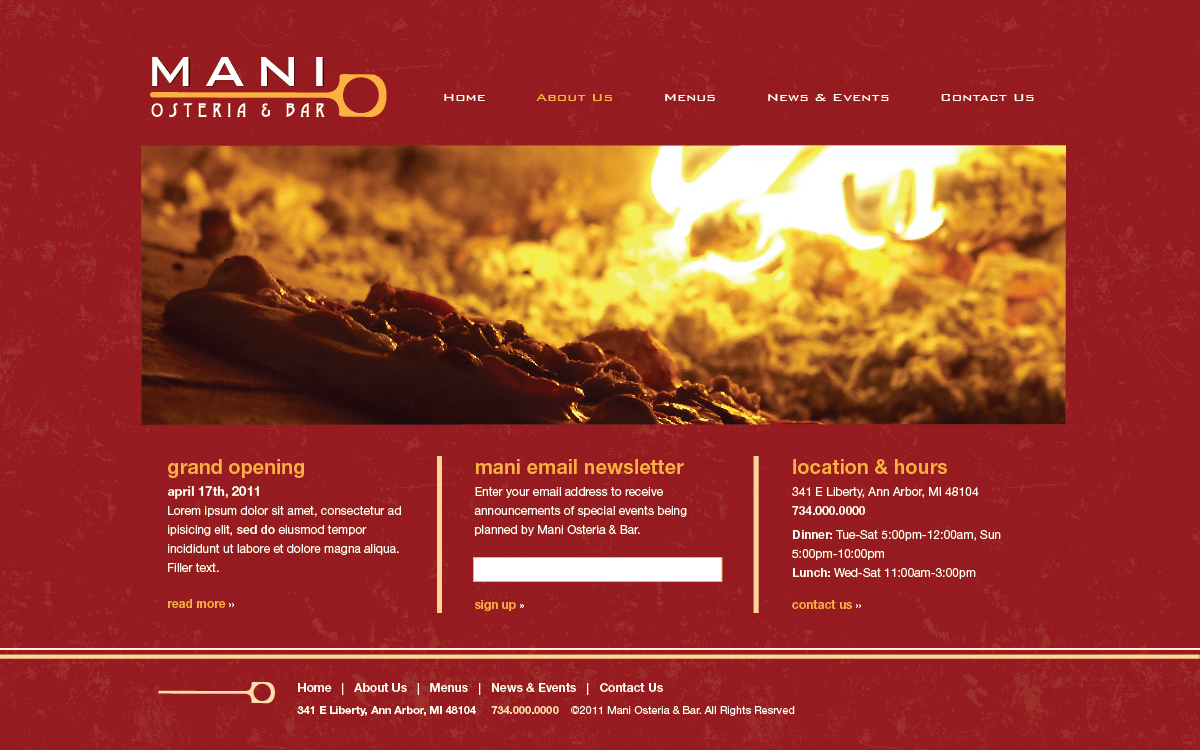 MANI
OSTERIA & BAR
Home About Us Menus News & Events Contact Us
grand opening
april 17th, 2011
Lorem ipsum dolor sit amet, consectetur ad
ipisicing elit, sed do eiusmod tempor
incididunt ut labore et dolore magna aliqua.
Filler text.
read more »
mani email newsletter
Enter your email address to receive
announcements of special events being
planned by Mani Osteria & Bar.
sign up »
location & hours
341 E Liberty, Ann Arbor, MI 48104
734.000.0000
Dinner: Tue-Sat 5:00pm-12:00am, Sun
5:00pm-10:00pm
Lunch: Wed-Sat 11:00am-3:00pm
contact us »
Home | About Us | Menus | News & Events | Contact Us
341 E Liberty, Ann Arbor, MI 48104 734.000.0000 ©2011 Mani Osteria & Bar. All Rights Resrved